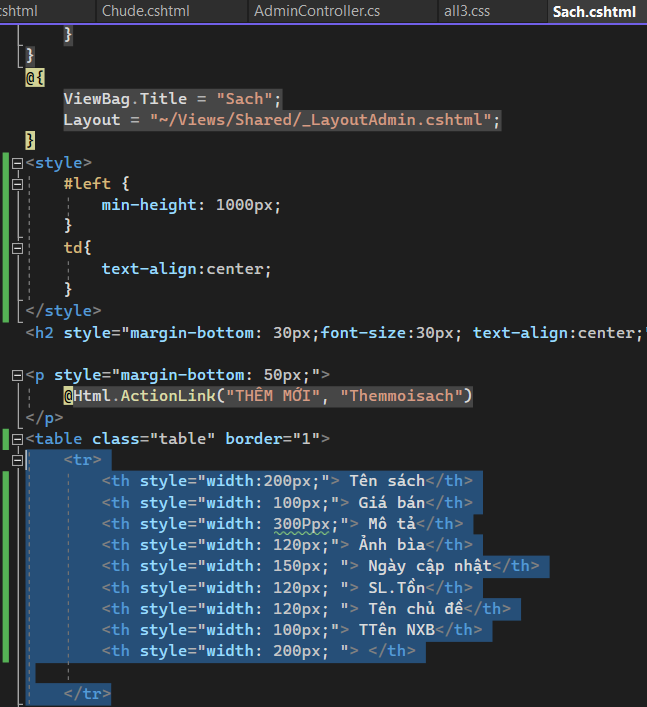 cshtml Chude.cshtml AdminController.cs all3.css Sach.cshtml
}
}
@{
ViewBag.Title = "Sach";
Layout = "~/Views/Shared/_LayoutAdmin.cshtml";
}
<style>
#left {
min-height: 1000px;
}
td{
text-align:center;
}
</style>
<h2 style="margin-bottom: 30px;font-size:30px; text-align:center;"
<p style="margin-bottom: 50px;">
@Html.ActionLink("THÊM MỚI", "Themmoisach")
</p>
<table class="table" border="1">
<tr>
<th style="width:200px;"> Tên sách</th>
<th style="width: 100px;"> Giá bán</th>
<th style="width: 300Ppx;"> Mô tả</th>
<th style="width: 120px;"> Ảnh bìa</th>
<th style="width: 150px; "> Ngày cập nhật</th>
<th style="width: 120px; "> SL.Tồn</th>
<th style="width: 120px; "> Tên chủ đề</th>
<th style="width: 100px;"> TTên NXB</th>
<th style="width: 200px; "> </th>
</tr>